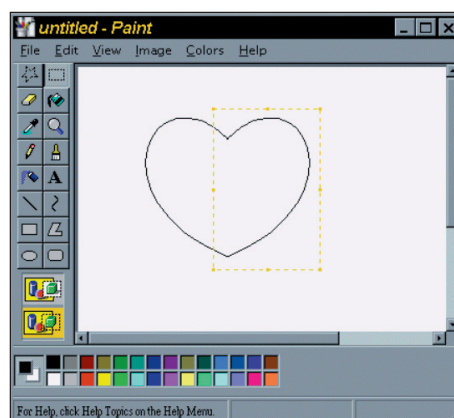 untitled - Paint
File Edit View Image Colors Help
A
For Help, click Help Topics on the Help Menu.